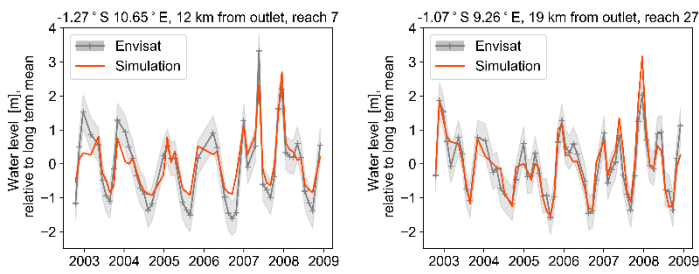 -1.27°S 10.65°E, 12 km from outlet, reach 7
Water level [m],
relative to long term mean
4
3
2
1
0
−1
−2
Envisat
Simulation
2003 2004 2005 2006 2007 2008 2009
-1.07°S 9.26°E, 19 km from outlet, reach 27
Water level [m],
relative to long term mean
4
3
2
1
0
−1
−2
Envisat
Simulation
2003 2004 2005 2006 2007 2008 2009